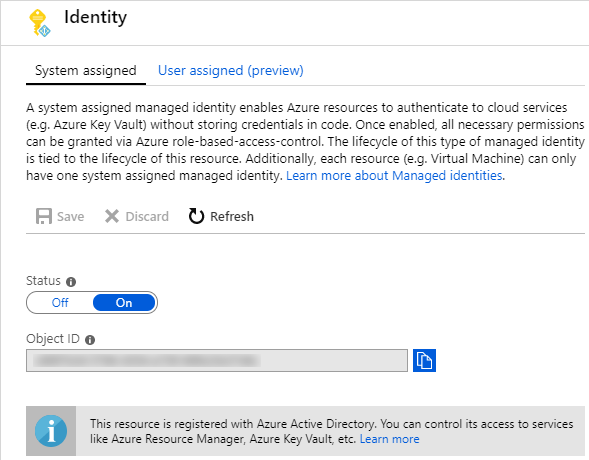 Identity
System assigned User assigned (preview)
A system assigned managed identity enables Azure resources to authenticate to cloud services
(e.g. Azure Key Vault) without storing credentials in code. Once enabled, all necessary permissions
can be granted via Azure role-based-access-control. The lifecycle of this type of managed identity
is tied to the lifecycle of this resource. Additionally, each resource (e.g. Virtual Machine) can only
have one system assigned managed identity. Learn more about Managed identities.
Save Discard Refresh
Status
Off On
Object ID
This resource is registered with Azure Active Directory. You can control its access to services
like Azure Resource Manager, Azure Key Vault, etc. Learn more